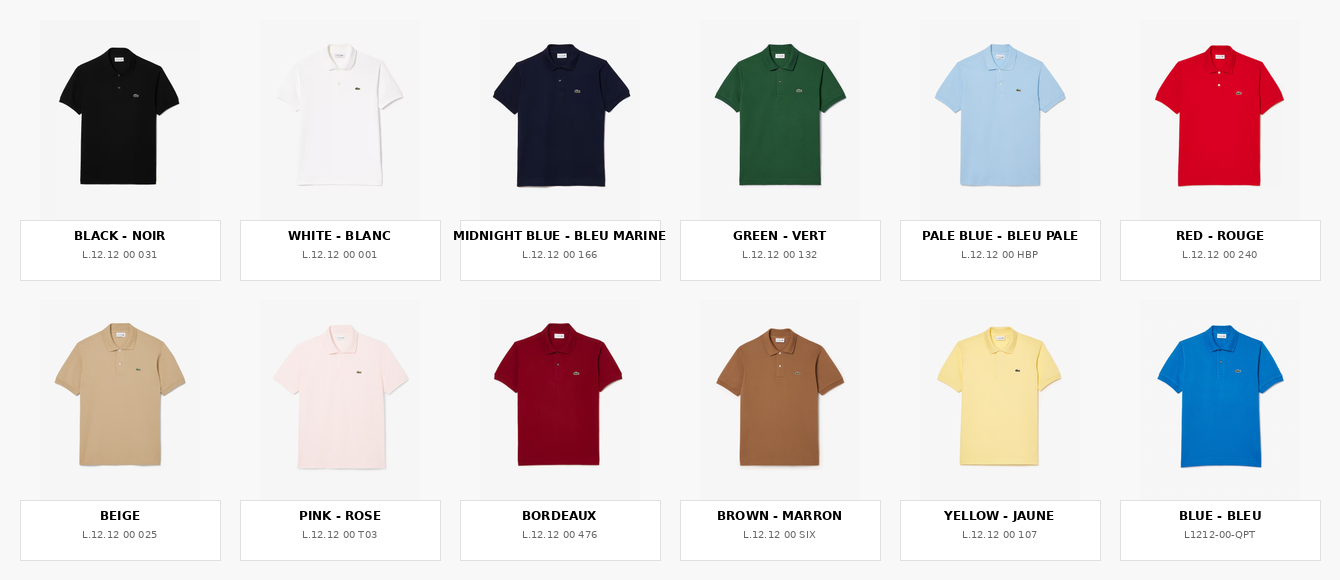 BLACK - NOIR
L.12.12 00 031
WHITE - BLANC
L.12.12 00 001
MIDNIGHT BLUE - BLEU MARINE
L.12.12 00 166
GREEN - VERT
L.12.12 00 132
PALE BLUE - BLEU PALE
L.12.12 00 HBP
RED - ROUGE
L.12.12 00 240
BEIGE
L.12.12 00 025
PINK - ROSE
L.12.12 00 T03
BORDEAUX
L.12.12 00 476
BROWN - MARRON
L.12.12 00 SIX
YELLOW - JAUNE
L.12.12 00 107
BLUE - BLEU
L1212-00-QPT